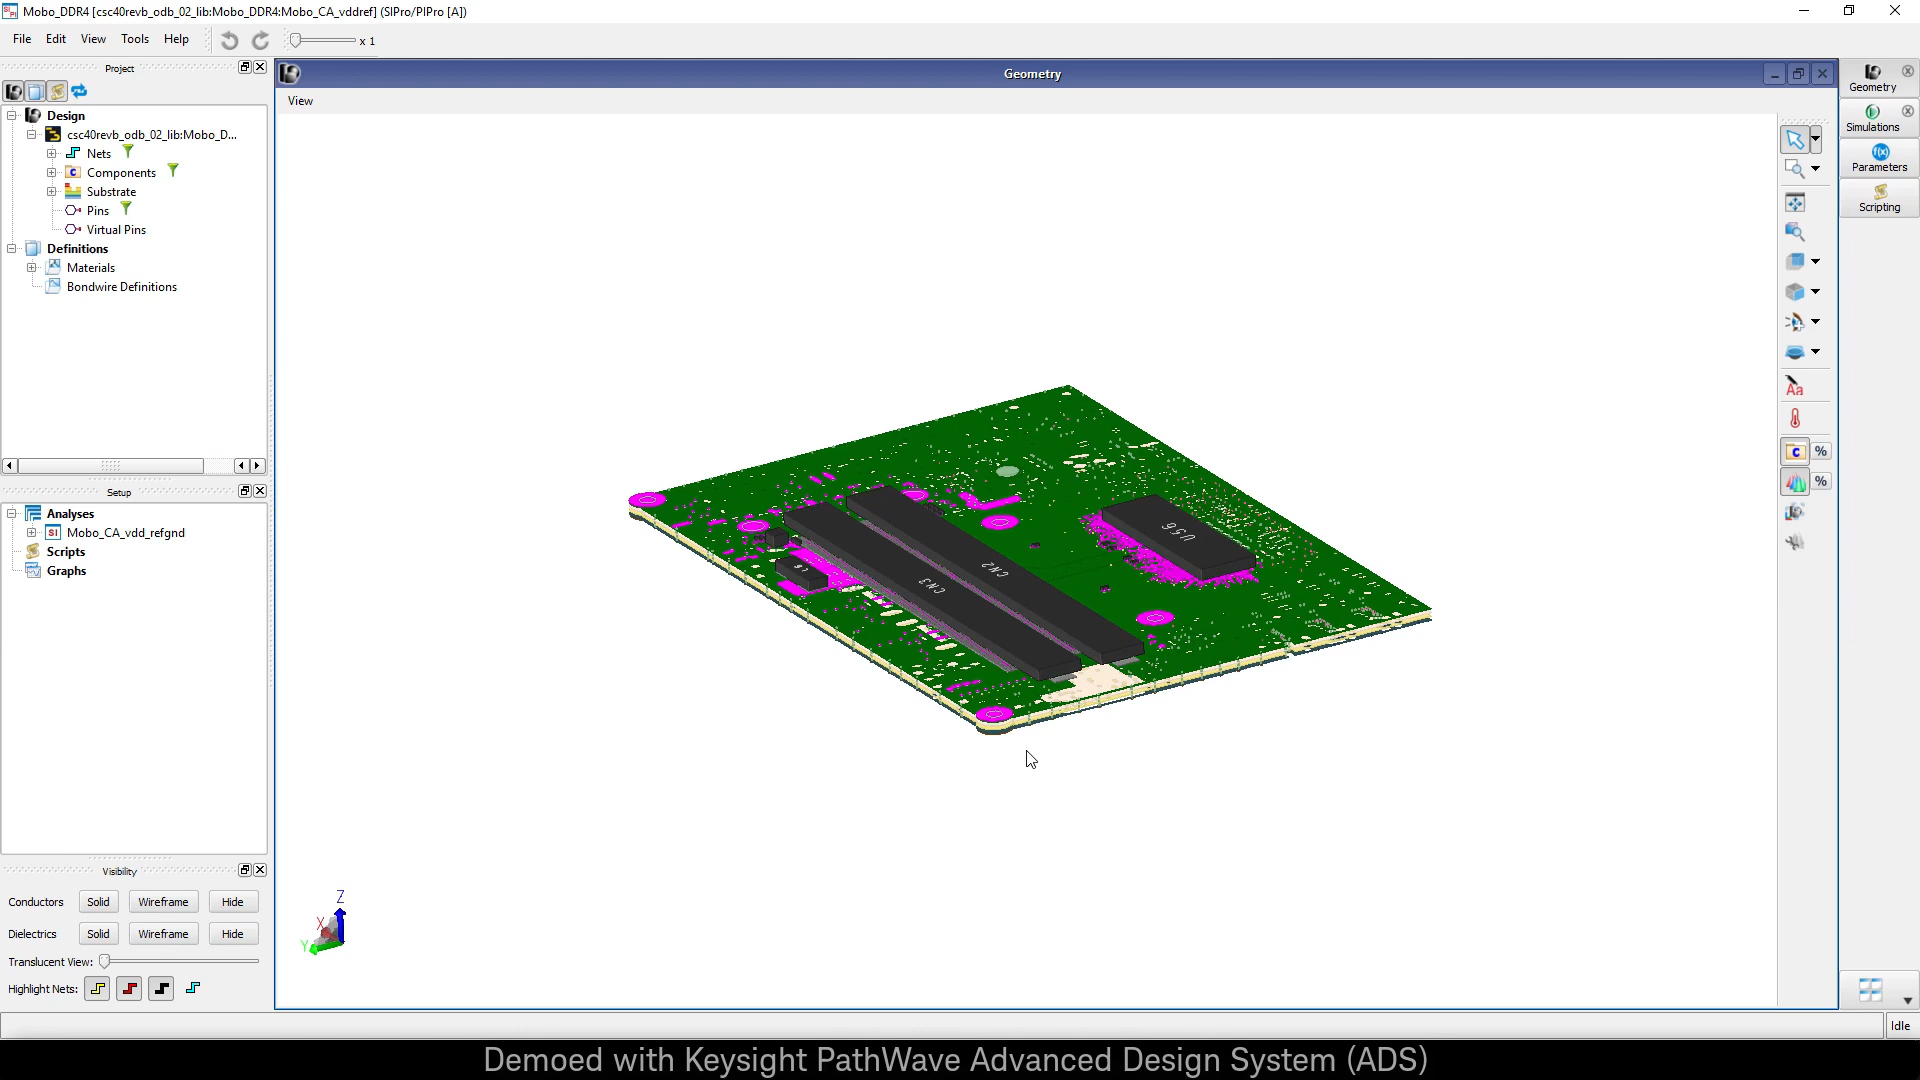 Mobo_DDR4 [csc40revb_odb_02_lib:Mobo_DDR4:Mobo_CA_vddref] (SIPro/PIPro [A])
File Edit View Tools Help
x 1
Project
Design
csc40revb_odb_02_lib:Mobo_D...
Nets
Components
Substrate
Pins
Virtual Pins
Definitions
Materials
Bondwire Definitions
Setup
Analyses
SI Mobo_CA_vdd_refgnd
Scripts
Graphs
Visibility
Conductors Solid Wireframe Hide
Dielectrics Solid Wireframe Hide
Translucent View:
Highlight Nets:
Geometry
View
U56
CN2
CN3
L6
Z
X
Y
Aa
C %
%
Geometry
Simulations
f(x)
Parameters
Scripting
Idle
Demoed with Keysight PathWave Advanced Design System (ADS)